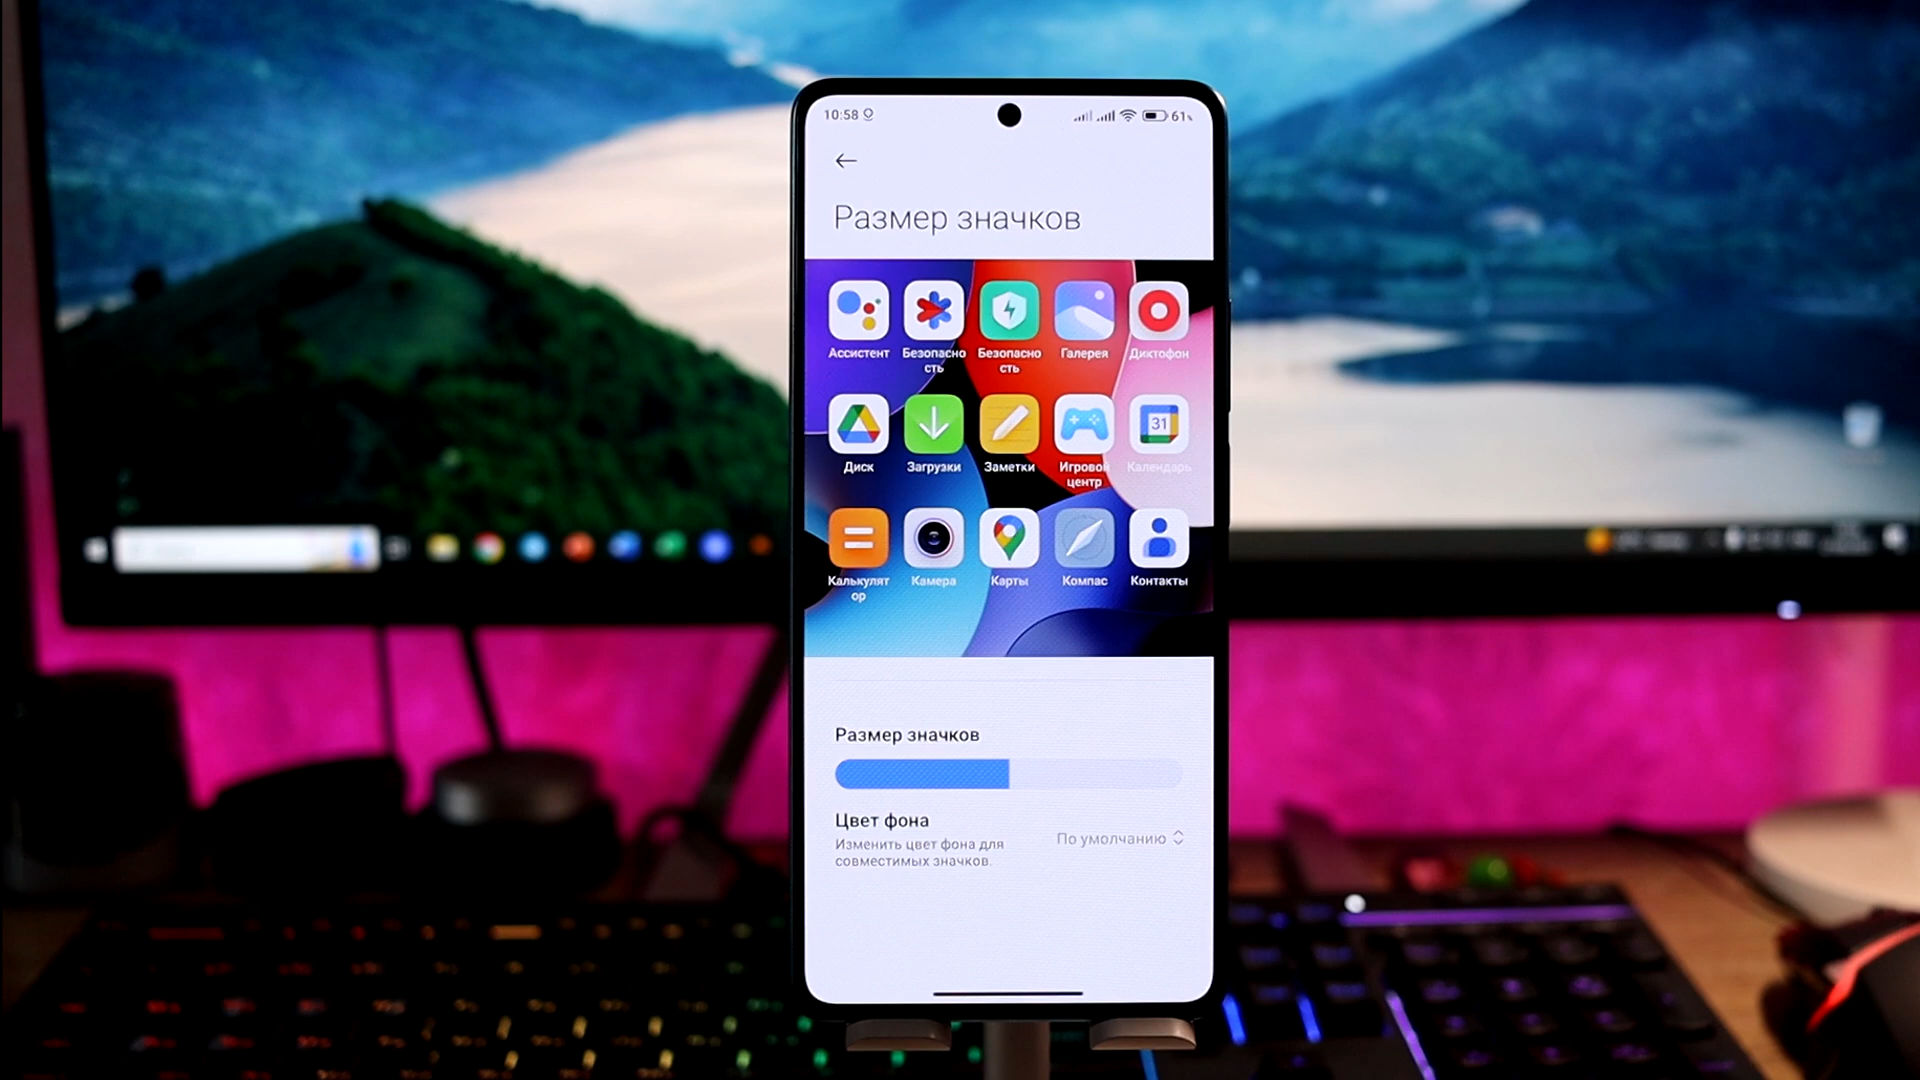 10:58 61%
Размер значков
Ассистент Безопасно Безопасно Галерея Диктофон
сть сть
31
Диск Загрузки Заметки Игровой Календарь
центр
Калькулят Камера Карты Компас Контакты
ор
Размер значков
Цвет фона
Изменить цвет фона для
совместимых значков.
По умолчанию